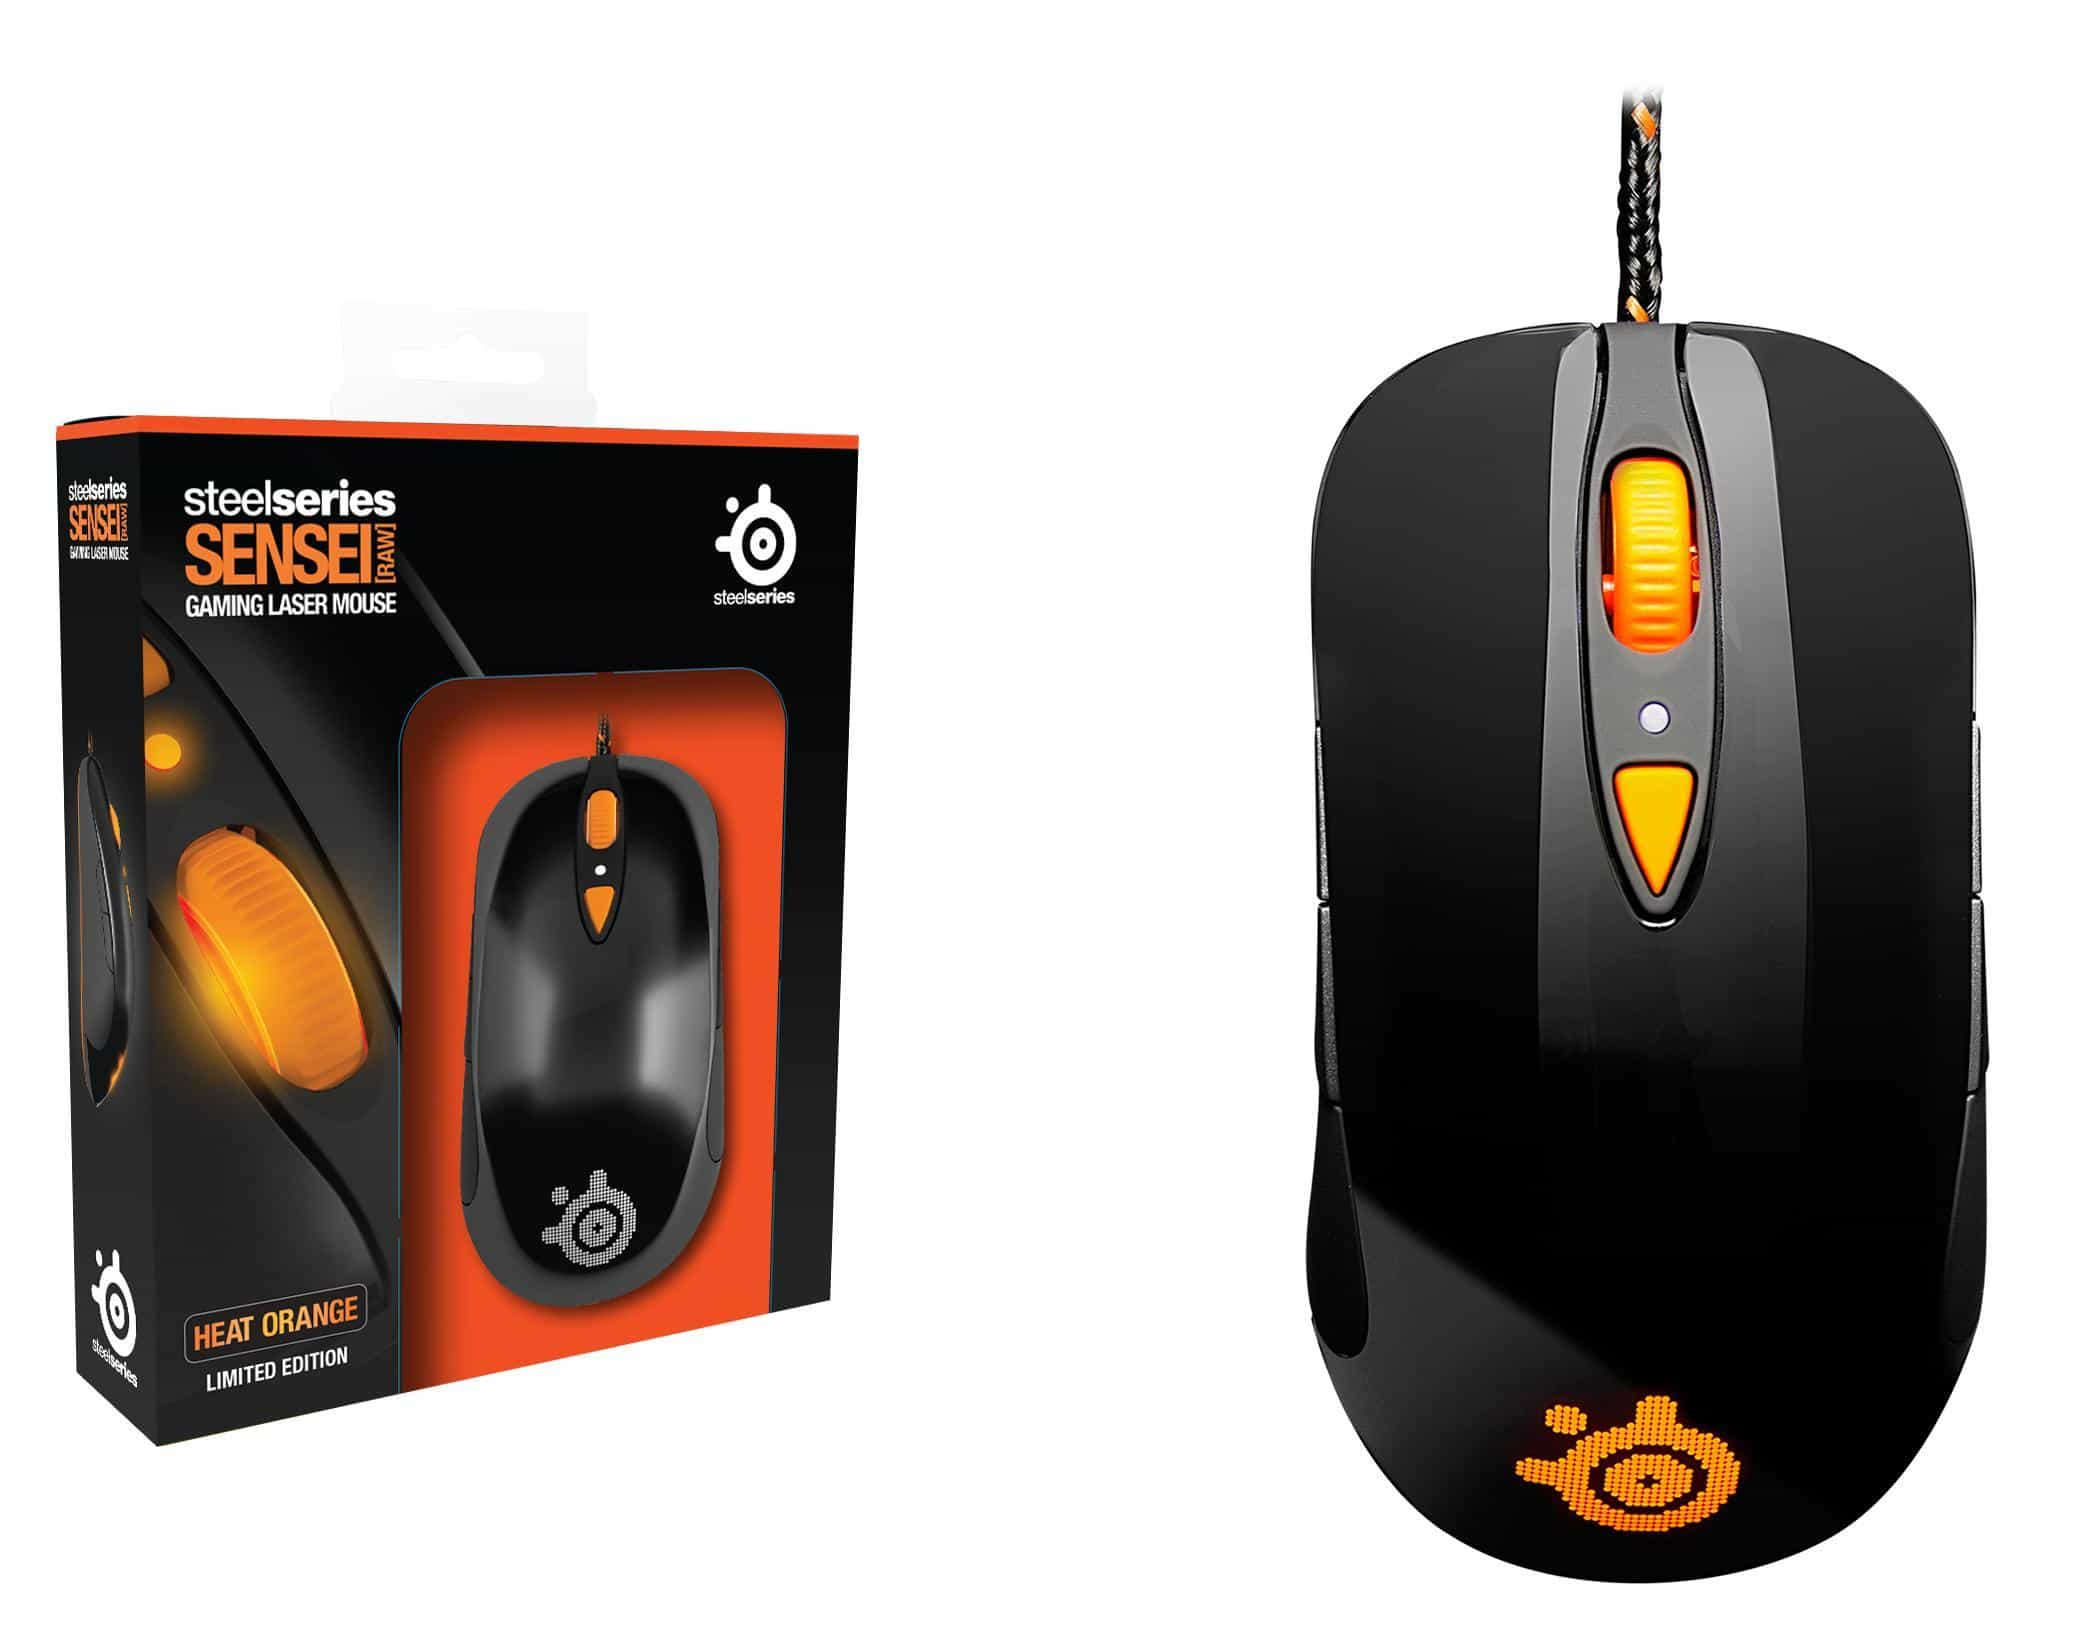 steelseries
SENSEI [RAW]
GAMING LASER MOUSE
steelseries
SENSEI [RAW]
GAMING LASER MOUSE
steelseries
HEAT ORANGE
LIMITED EDITION
steelseries